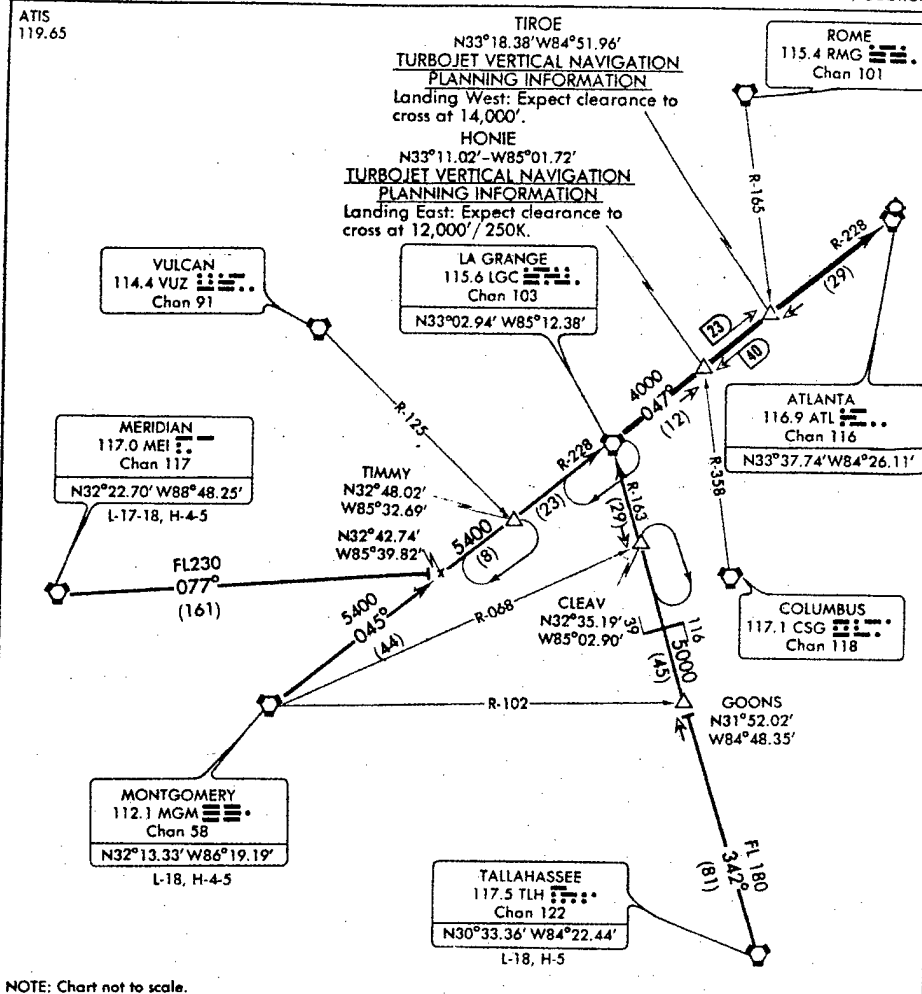 ATIS
119.65
TIROE
N33°18.38'W84°51.96'
TURBOJET VERTICAL NAVIGATION
PLANNING INFORMATION
Landing West: Expect clearance to
cross at 14,000'.
HONIE
N33°11.02'-W85°01.72'
TURBOJET VERTICAL NAVIGATION
PLANNING INFORMATION
Landing East: Expect clearance to
cross at 12,000'/250K.
ROME
115.4 RMG
Chan 101
R-165
R-228
(29)
VULCAN
114.4 VUZ
Chan 91
LA GRANGE
115.6 LGC
Chan 103
N33°02.94' W85°12.38'
23
40
4000
047°
(12)
ATLANTA
116.9 ATL
Chan 116
N33°37.74' W84°26.11'
R-125
MERIDIAN
117.0 MEI
Chan 117
N32°22.70' W88°48.25'
L-17-18, H-4-5
R-228
(23)
R-358
R-163
(29)
TIMMY
N32°48.02'
W85°32.69'
N32°42.74'
W85°39.82'
5400
(8)
FL230
077°
(161)
5400
045°
(44)
R-068
CLEAV
N32°35.19'
W85°02.90'
39
116
5000
(45)
COLUMBUS
117.1 CSG
Chan 118
R-102
GOONS
N31°52.02'
W84°48.35'
MONTGOMERY
112.1 MGM
Chan 58
N32°13.33' W86°19.19'
L-18, H-4-5
FL 180
342°
(81)
TALLAHASSEE
117.5 TLH
Chan 122
N30°33.36' W84°22.44'
L-18, H-5
NOTE: Chart not to scale.